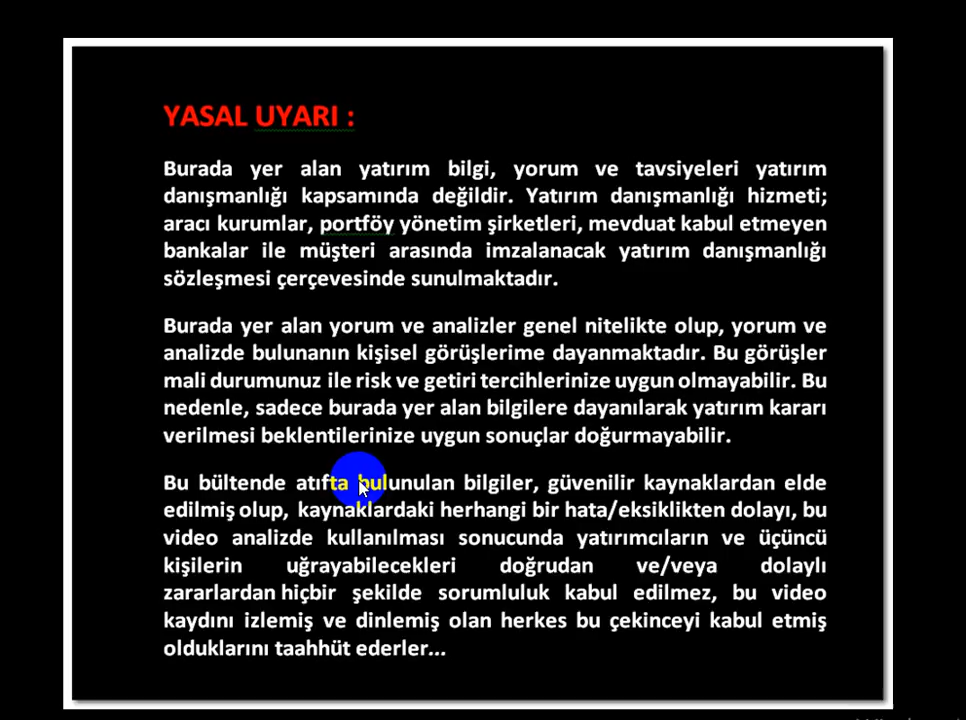 YASAL UYARI :
Burada yer alan yatırım bilgi, yorum ve tavsiyeleri yatırım
danışmanlığı kapsamında değildir. Yatırım danışmanlığı hizmeti;
aracı kurumlar, portföy yönetim şirketleri, mevduat kabul etmeyen
bankalar ile müşteri arasında imzalanacak yatırım danışmanlığı
sözleşmesi çerçevesinde sunulmaktadır.
Burada yer alan yorum ve analizler genel nitelikte olup, yorum ve
analizde bulunanın kişisel görüşlerime dayanmaktadır. Bu görüşler
mali durumunuz ile risk ve getiri tercihlerinize uygun olmayabilir. Bu
nedenle, sadece burada yer alan bilgilere dayanılarak yatırım kararı
verilmesi beklentilerinize uygun sonuçlar doğurmayabilir.
Bu bültende atıfta bulunulan bilgiler, güvenilir kaynaklardan elde
edilmiş olup, kaynaklardaki herhangi bir hata/eksiklikten dolayı, bu
video analizde kullanılması sonucunda yatırımcıların ve üçüncü
kişilerin uğrayabilecekleri doğrudan ve/veya dolaylı
zararlardan hiçbir şekilde sorumluluk kabul edilmez, bu video
kaydını izlemiş ve dinlemiş olan herkes bu çekinceyi kabul etmiş
olduklarını taahhüt ederler...